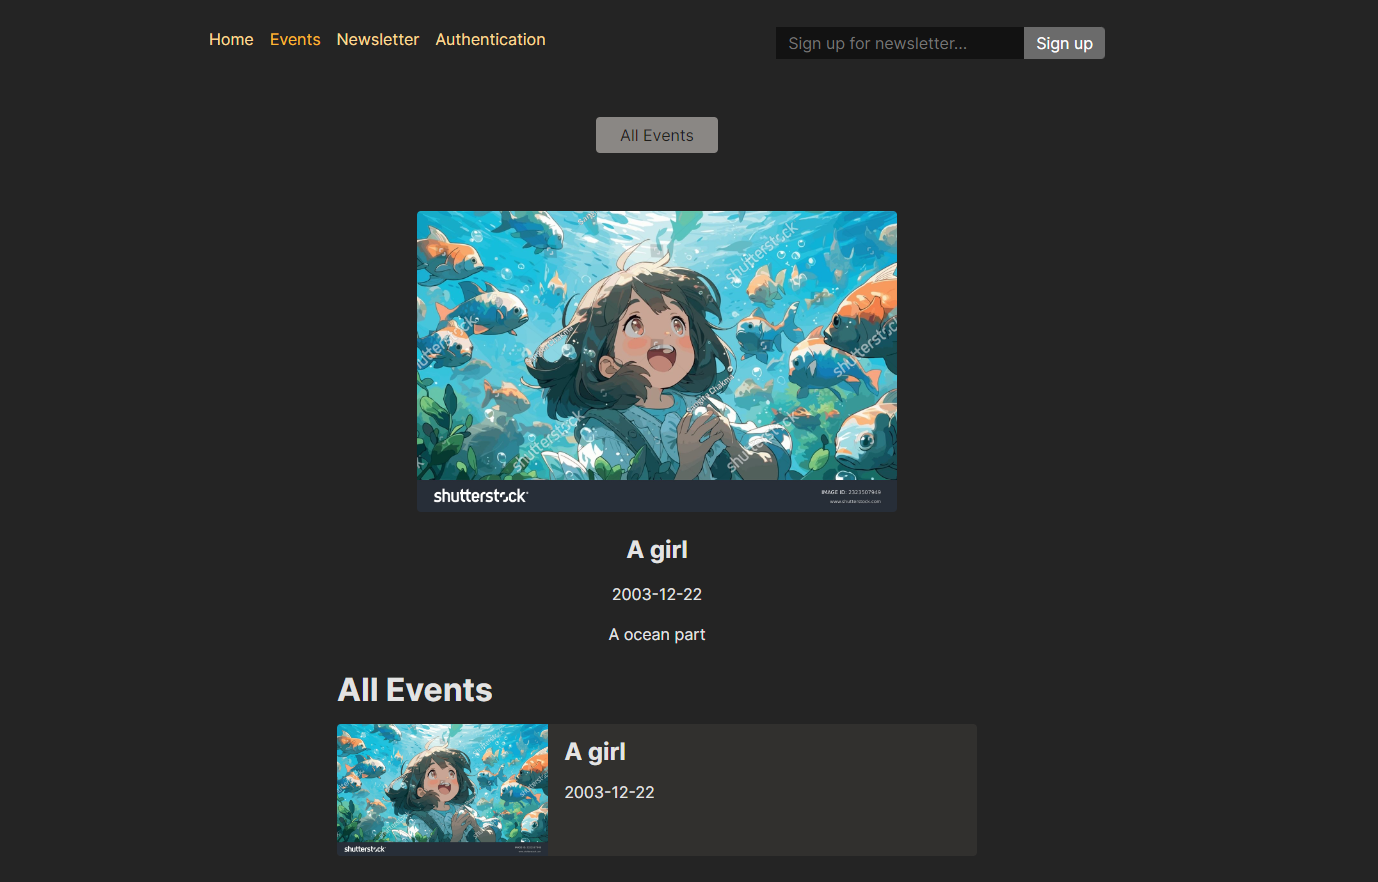 Home Events Newsletter Authentication
Sign up for newsletter... Sign up
All Events
shutterstock
shutterstock
shutterstock
shutterstock
shutterstock
shutterstock
IMAGE ID: 2323507949
www.shutterstock.com
A girl
2003-12-22
A ocean part
All Events
A girl
2003-12-22
shutterstock